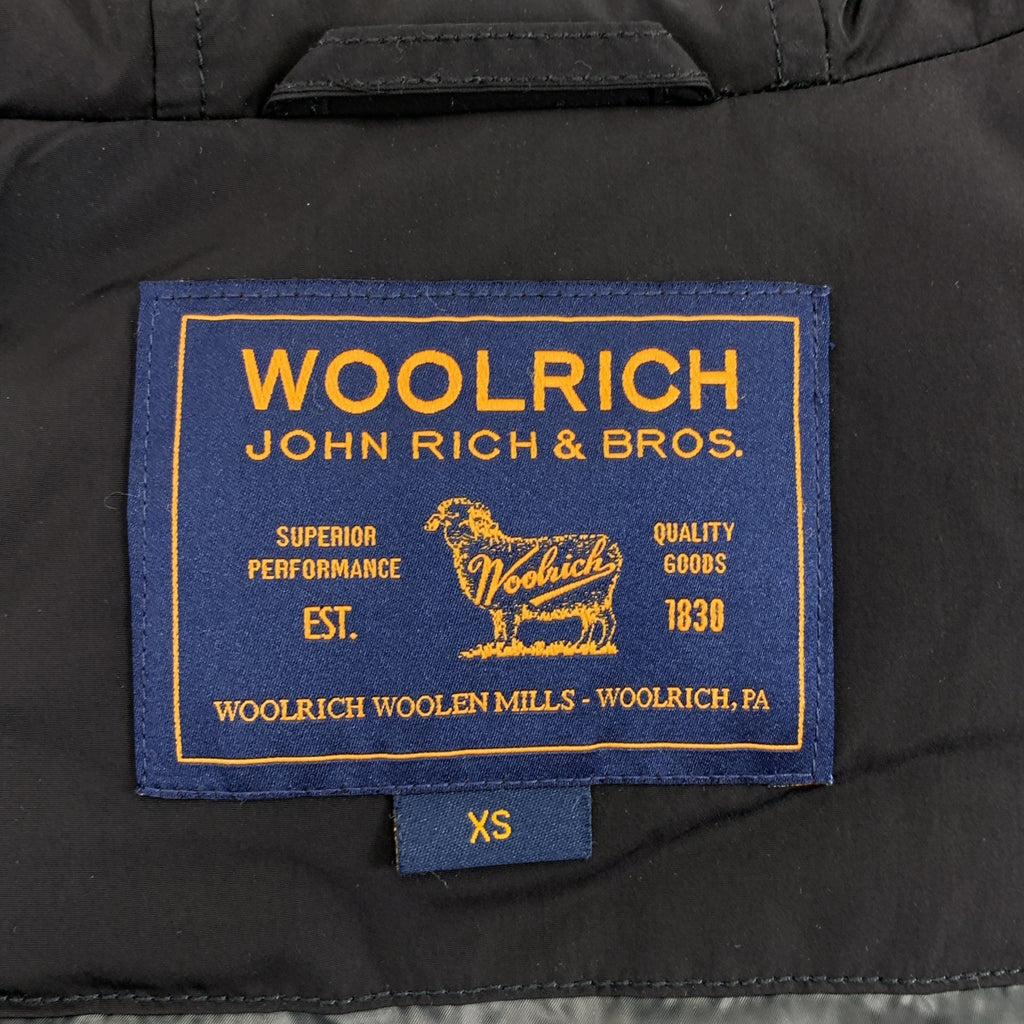 WOOLRICH
JOHN RICH & BROS.
SUPERIOR
PERFORMANCE
EST.
Woolrich
QUALITY
GOODS
1830
WOOLRICH WOOLEN MILLS - WOOLRICH, PA
XS